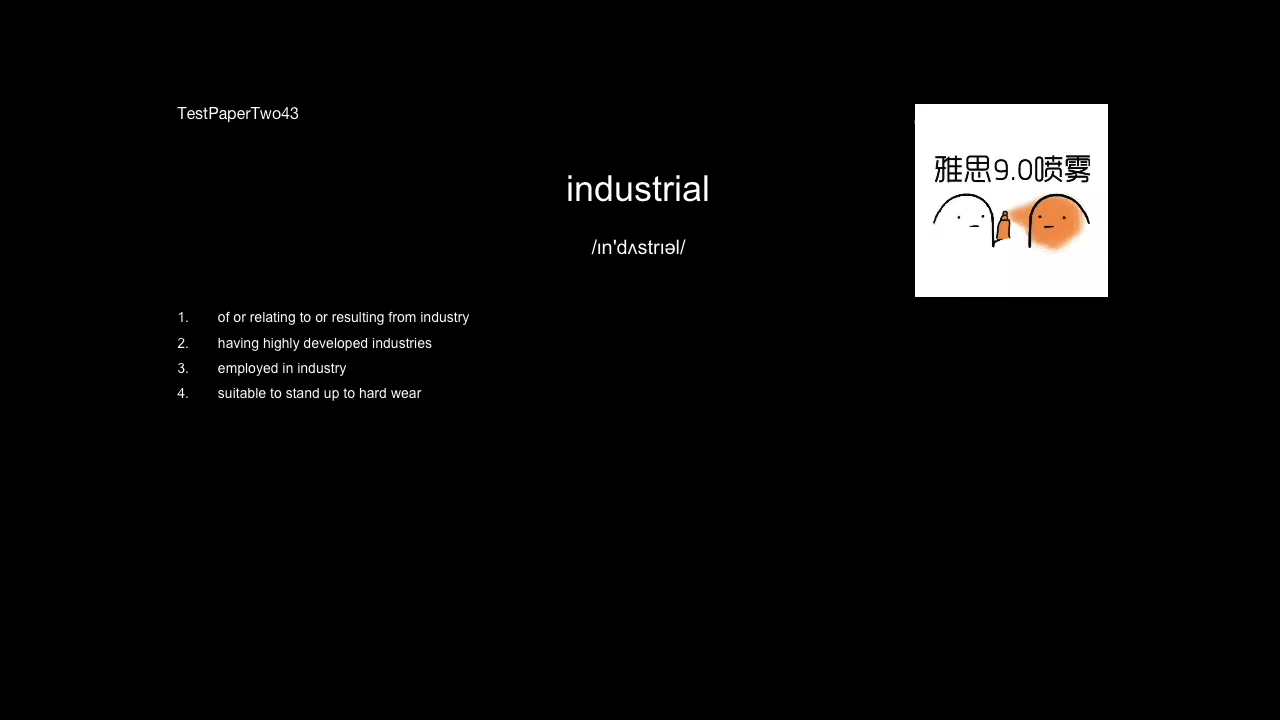 TestPaperTwo43
雅思9.0喷雾
industrial
/ɪn'dʌstrɪəl/
1. of or relating to or resulting from industry
2. having highly developed industries
3. employed in industry
4. suitable to stand up to hard wear